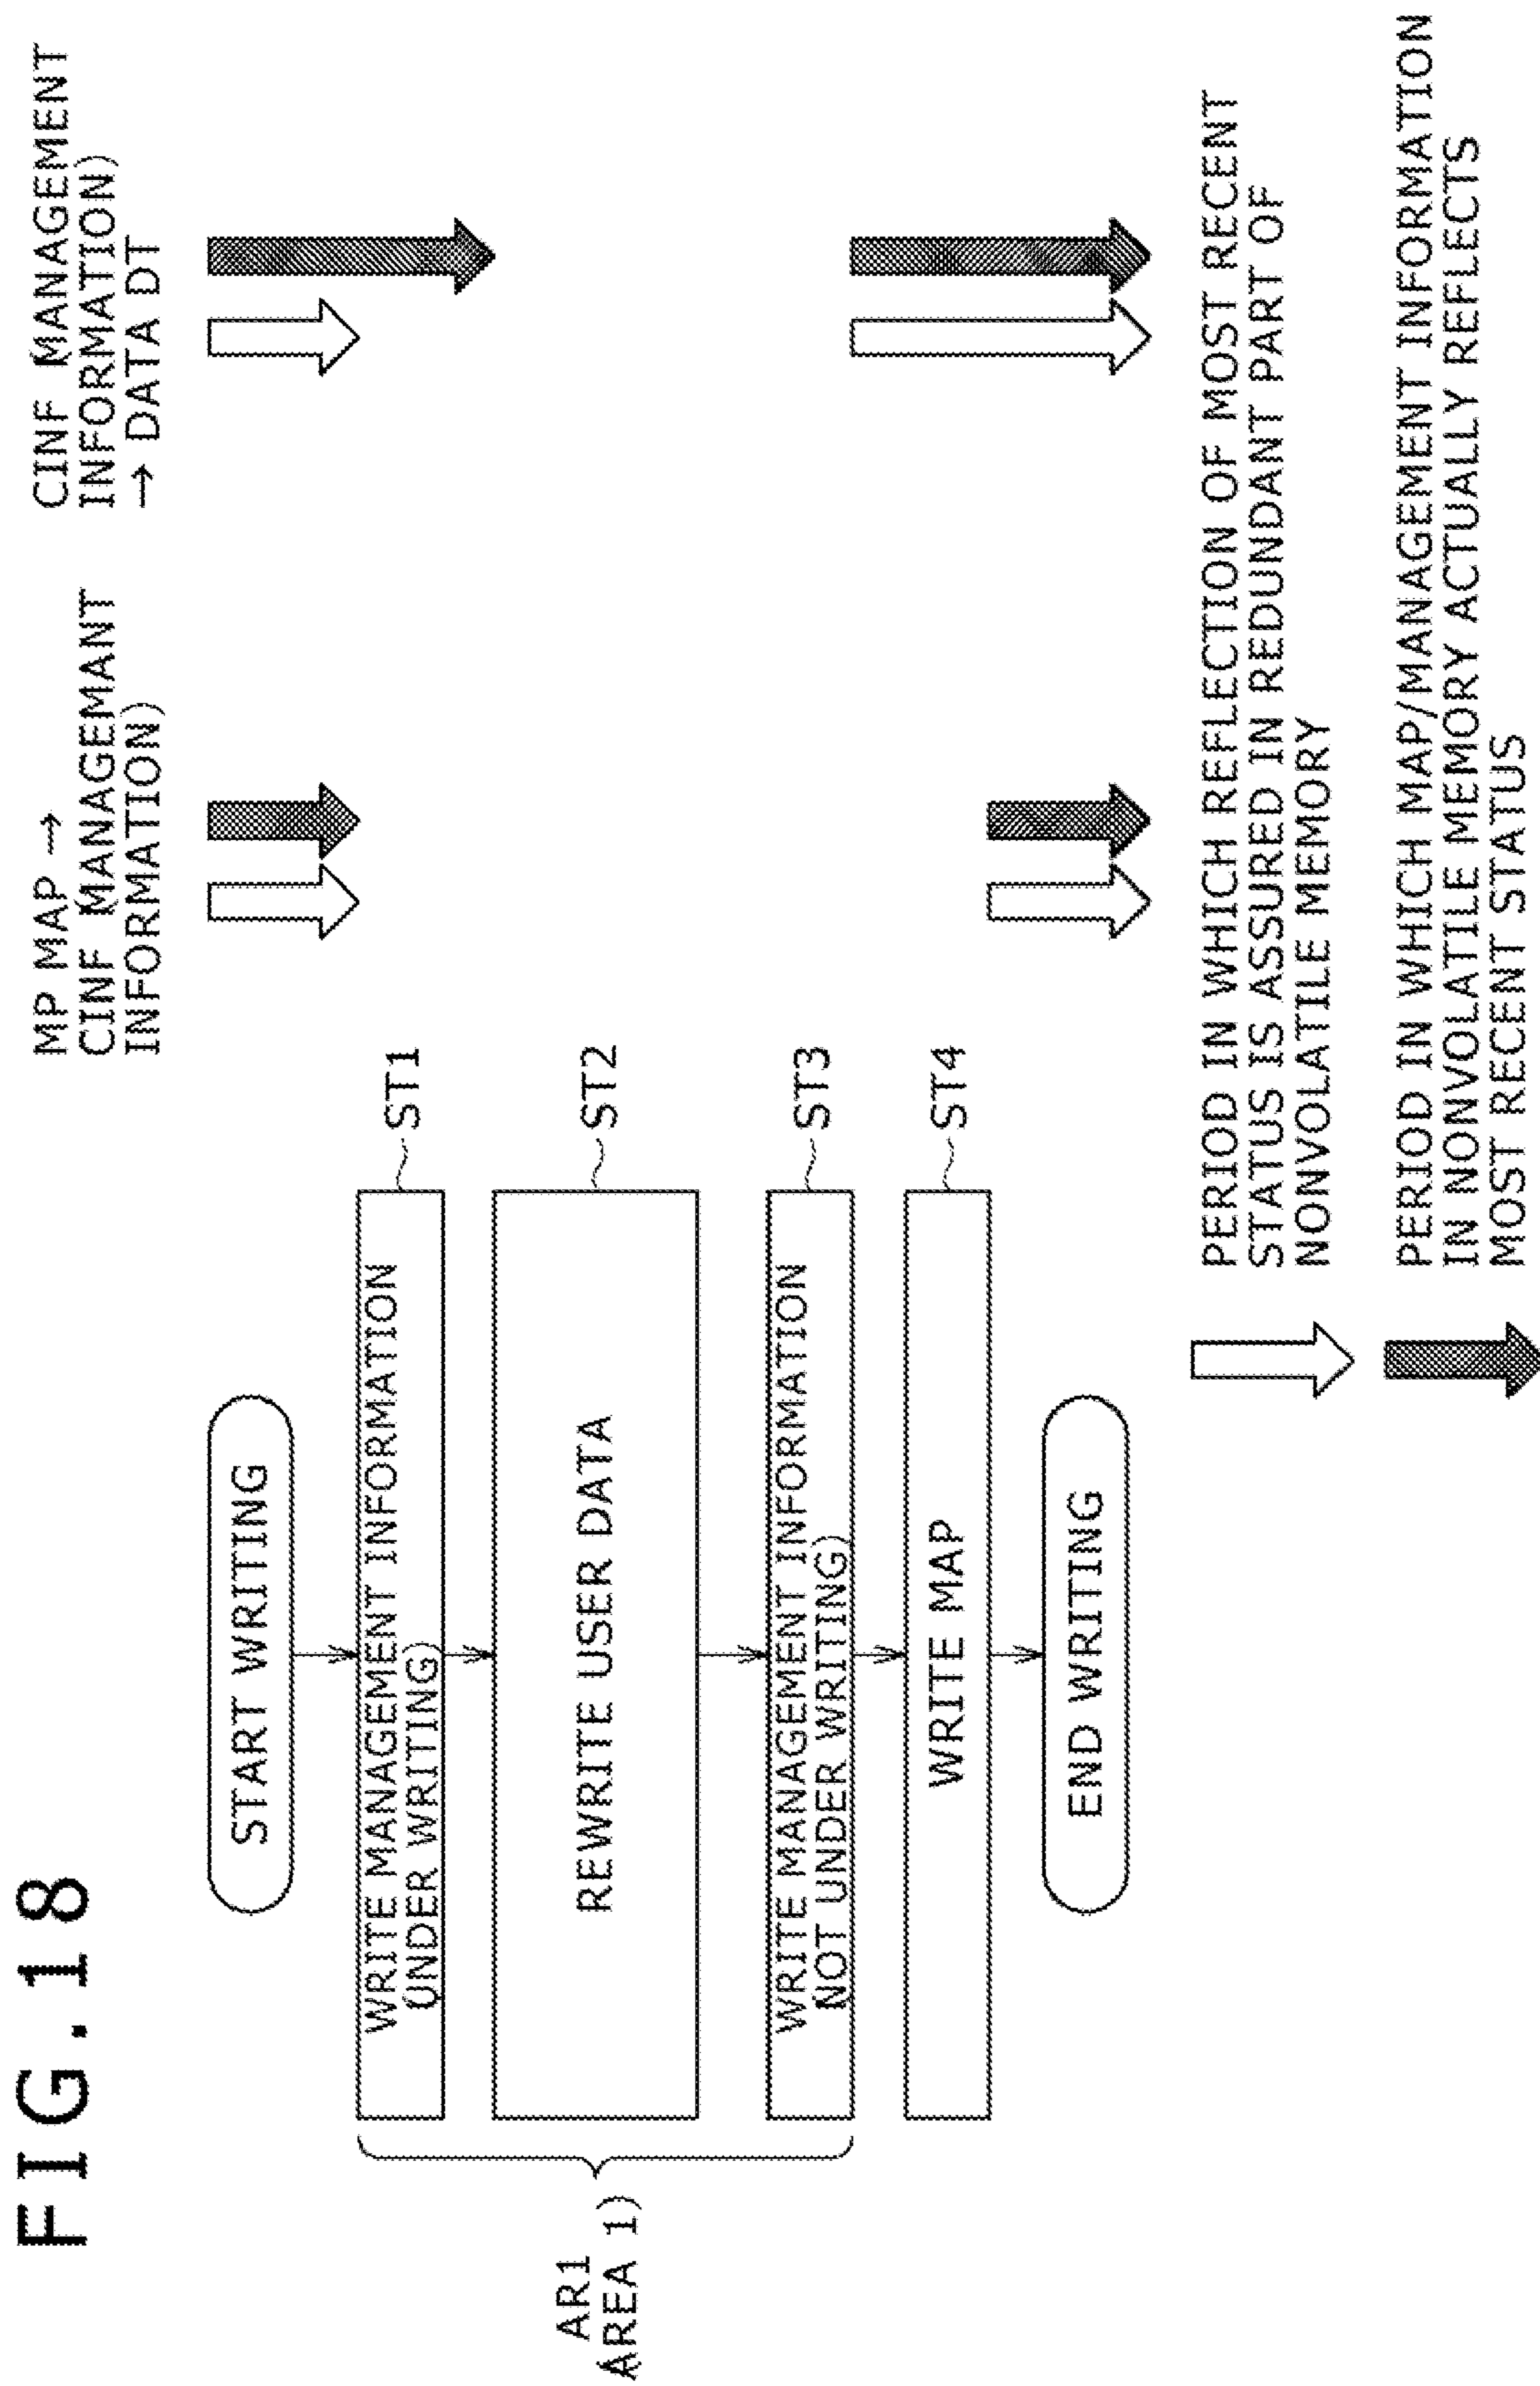 FIG.18
MP MAP →
CINF (MANAGEMANT
INFORMATION)
CINF (MANAGEMENT
INFORMATION)
→ DATA DT
START WRITING
WRITE MANAGEMENT INFORMATION
(UNDER WRITING)
ST1
REWRITE USER DATA
ST2
AR1
(AREA 1)
WRITE MANAGEMENT INFORMATION
(NOT UNDER WRITING)
ST3
WRITE MAP
ST4
END WRITING
PERIOD IN WHICH REFLECTION OF MOST RECENT
STATUS IS ASSURED IN REDUNDANT PART OF
NONVOLATILE MEMORY
PERIOD IN WHICH MAP/MANAGEMENT INFORMATION
IN NONVOLATILE MEMORY ACTUALLY REFLECTS
MOST RECENT STATUS